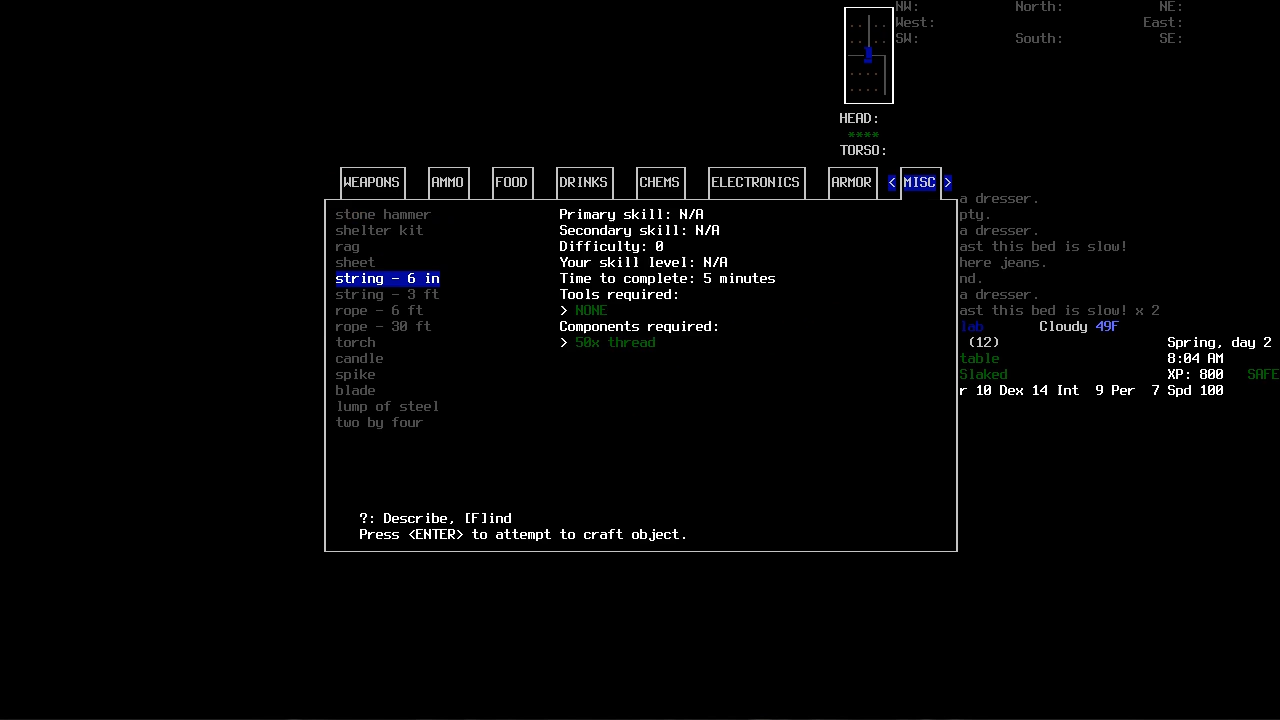 NW: North: NE:
West: East:
SW: South: SE:
HEAD:
****
TORSO:
WEAPONS AMMO FOOD DRINKS CHEMS ELECTRONICS ARMOR < MISC >
a dresser.
stone hammer Primary skill: N/A pty.
shelter kit Secondary skill: N/A a dresser.
rag Difficulty: 0 ast this bed is slow!
sheet Your skill level: N/A here jeans.
string - 6 in Time to complete: 5 minutes nd.
string - 3 ft Tools required: a dresser.
rope - 6 ft > NONE ast this bed is slow! x 2
rope - 30 ft Components required: lab Cloudy 49F
torch > 50x thread (12) Spring, day 2
candle table 8:04 AM
spike Slaked XP: 800 SAFE
blade r 10 Dex 14 Int 9 Per 7 Spd 100
lump of steel
two by four
?: Describe, [F]ind
Press <ENTER> to attempt to craft object.